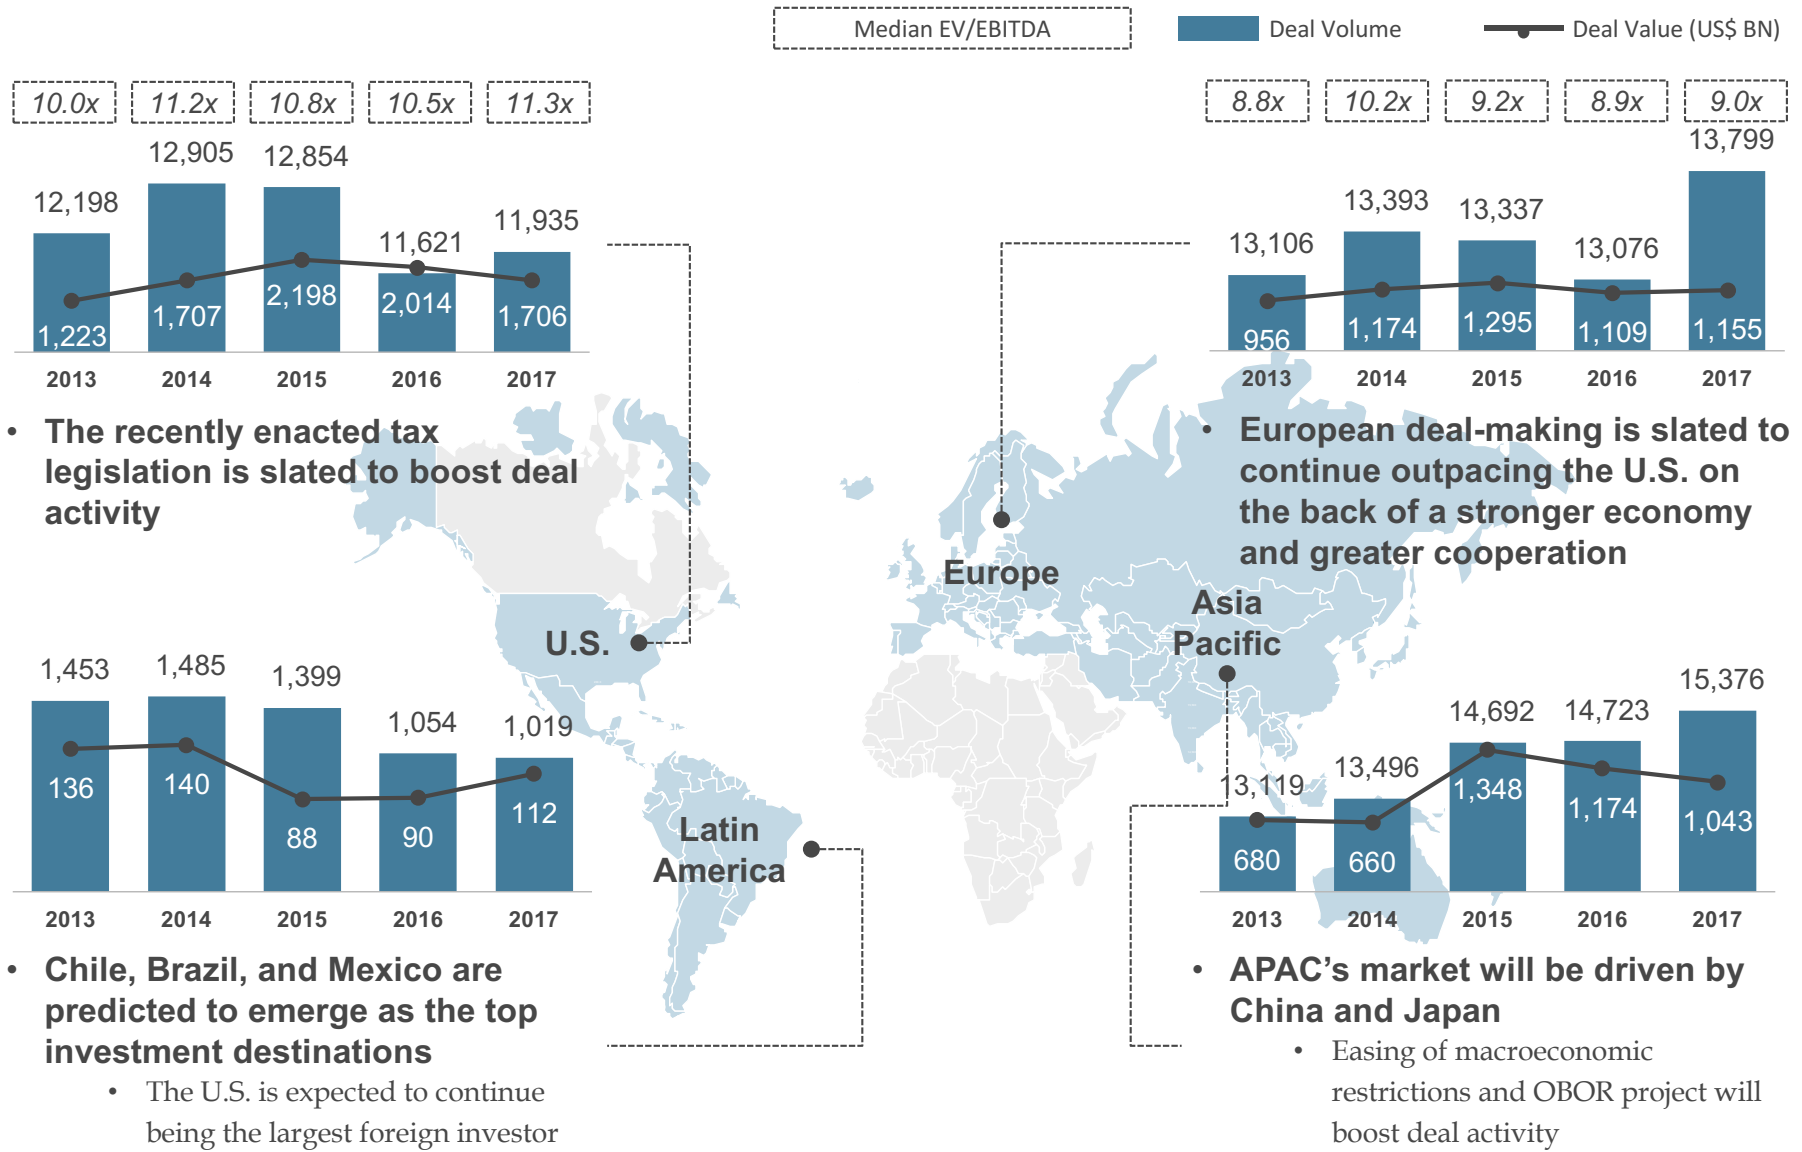 Median EV/EBITDA
Deal Volume
Deal Value (US$ BN)
10.0x 11.2x 10.8x 10.5x 11.3x
12,198 12,905 12,854 11,621 11,935
1,223 1,707 2,198 2,014 1,706
2013 2014 2015 2016 2017
• The recently enacted tax
legislation is slated to boost deal
activity
8.8x 10.2x 9.2x 8.9x 9.0x
13,106 13,393 13,337 13,076 13,799
956 1,174 1,295 1,109 1,155
2013 2014 2015 2016 2017
• European deal-making is slated to
continue outpacing the U.S. on
the back of a stronger economy
and greater cooperation
Europe
Asia
Pacific
U.S.
Latin
America
1,453 1,485 1,399 1,054 1,019
136 140 88 90 112
2013 2014 2015 2016 2017
• Chile, Brazil, and Mexico are
predicted to emerge as the top
investment destinations
• The U.S. is expected to continue
being the largest foreign investor
13,119 13,496 14,692 14,723 15,376
680 660 1,348 1,174 1,043
2013 2014 2015 2016 2017
• APAC’s market will be driven by
China and Japan
• Easing of macroeconomic
restrictions and OBOR project will
boost deal activity